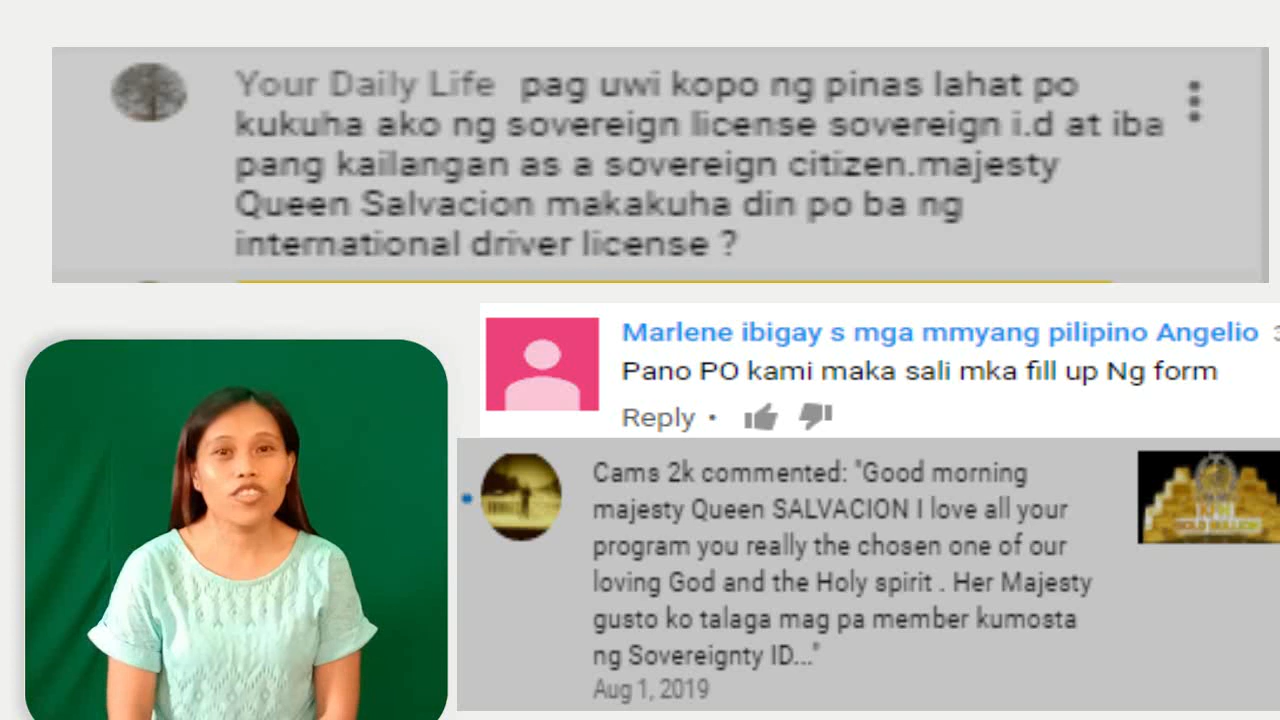 Your Daily Life pag uwi kopo ng pinas lahat po
kukuha ako ng sovereign license sovereign i.d at iba
pang kailangan as a sovereign citizen.majesty
Queen Salvacion makakuha din po ba ng
international driver license ?
Marlene ibigay s mga mmyang pilipino Angelio 3
Pano PO kami maka sali mka fill up Ng form
Reply •
Cams 2k commented: "Good morning
majesty Queen SALVACION I love all your
program you really the chosen one of our
loving God and the Holy spirit . Her Majesty
gusto ko talaga mag pa member kumosta
ng Sovereignty ID..."
Aug 1, 2019
GOLD BULLION